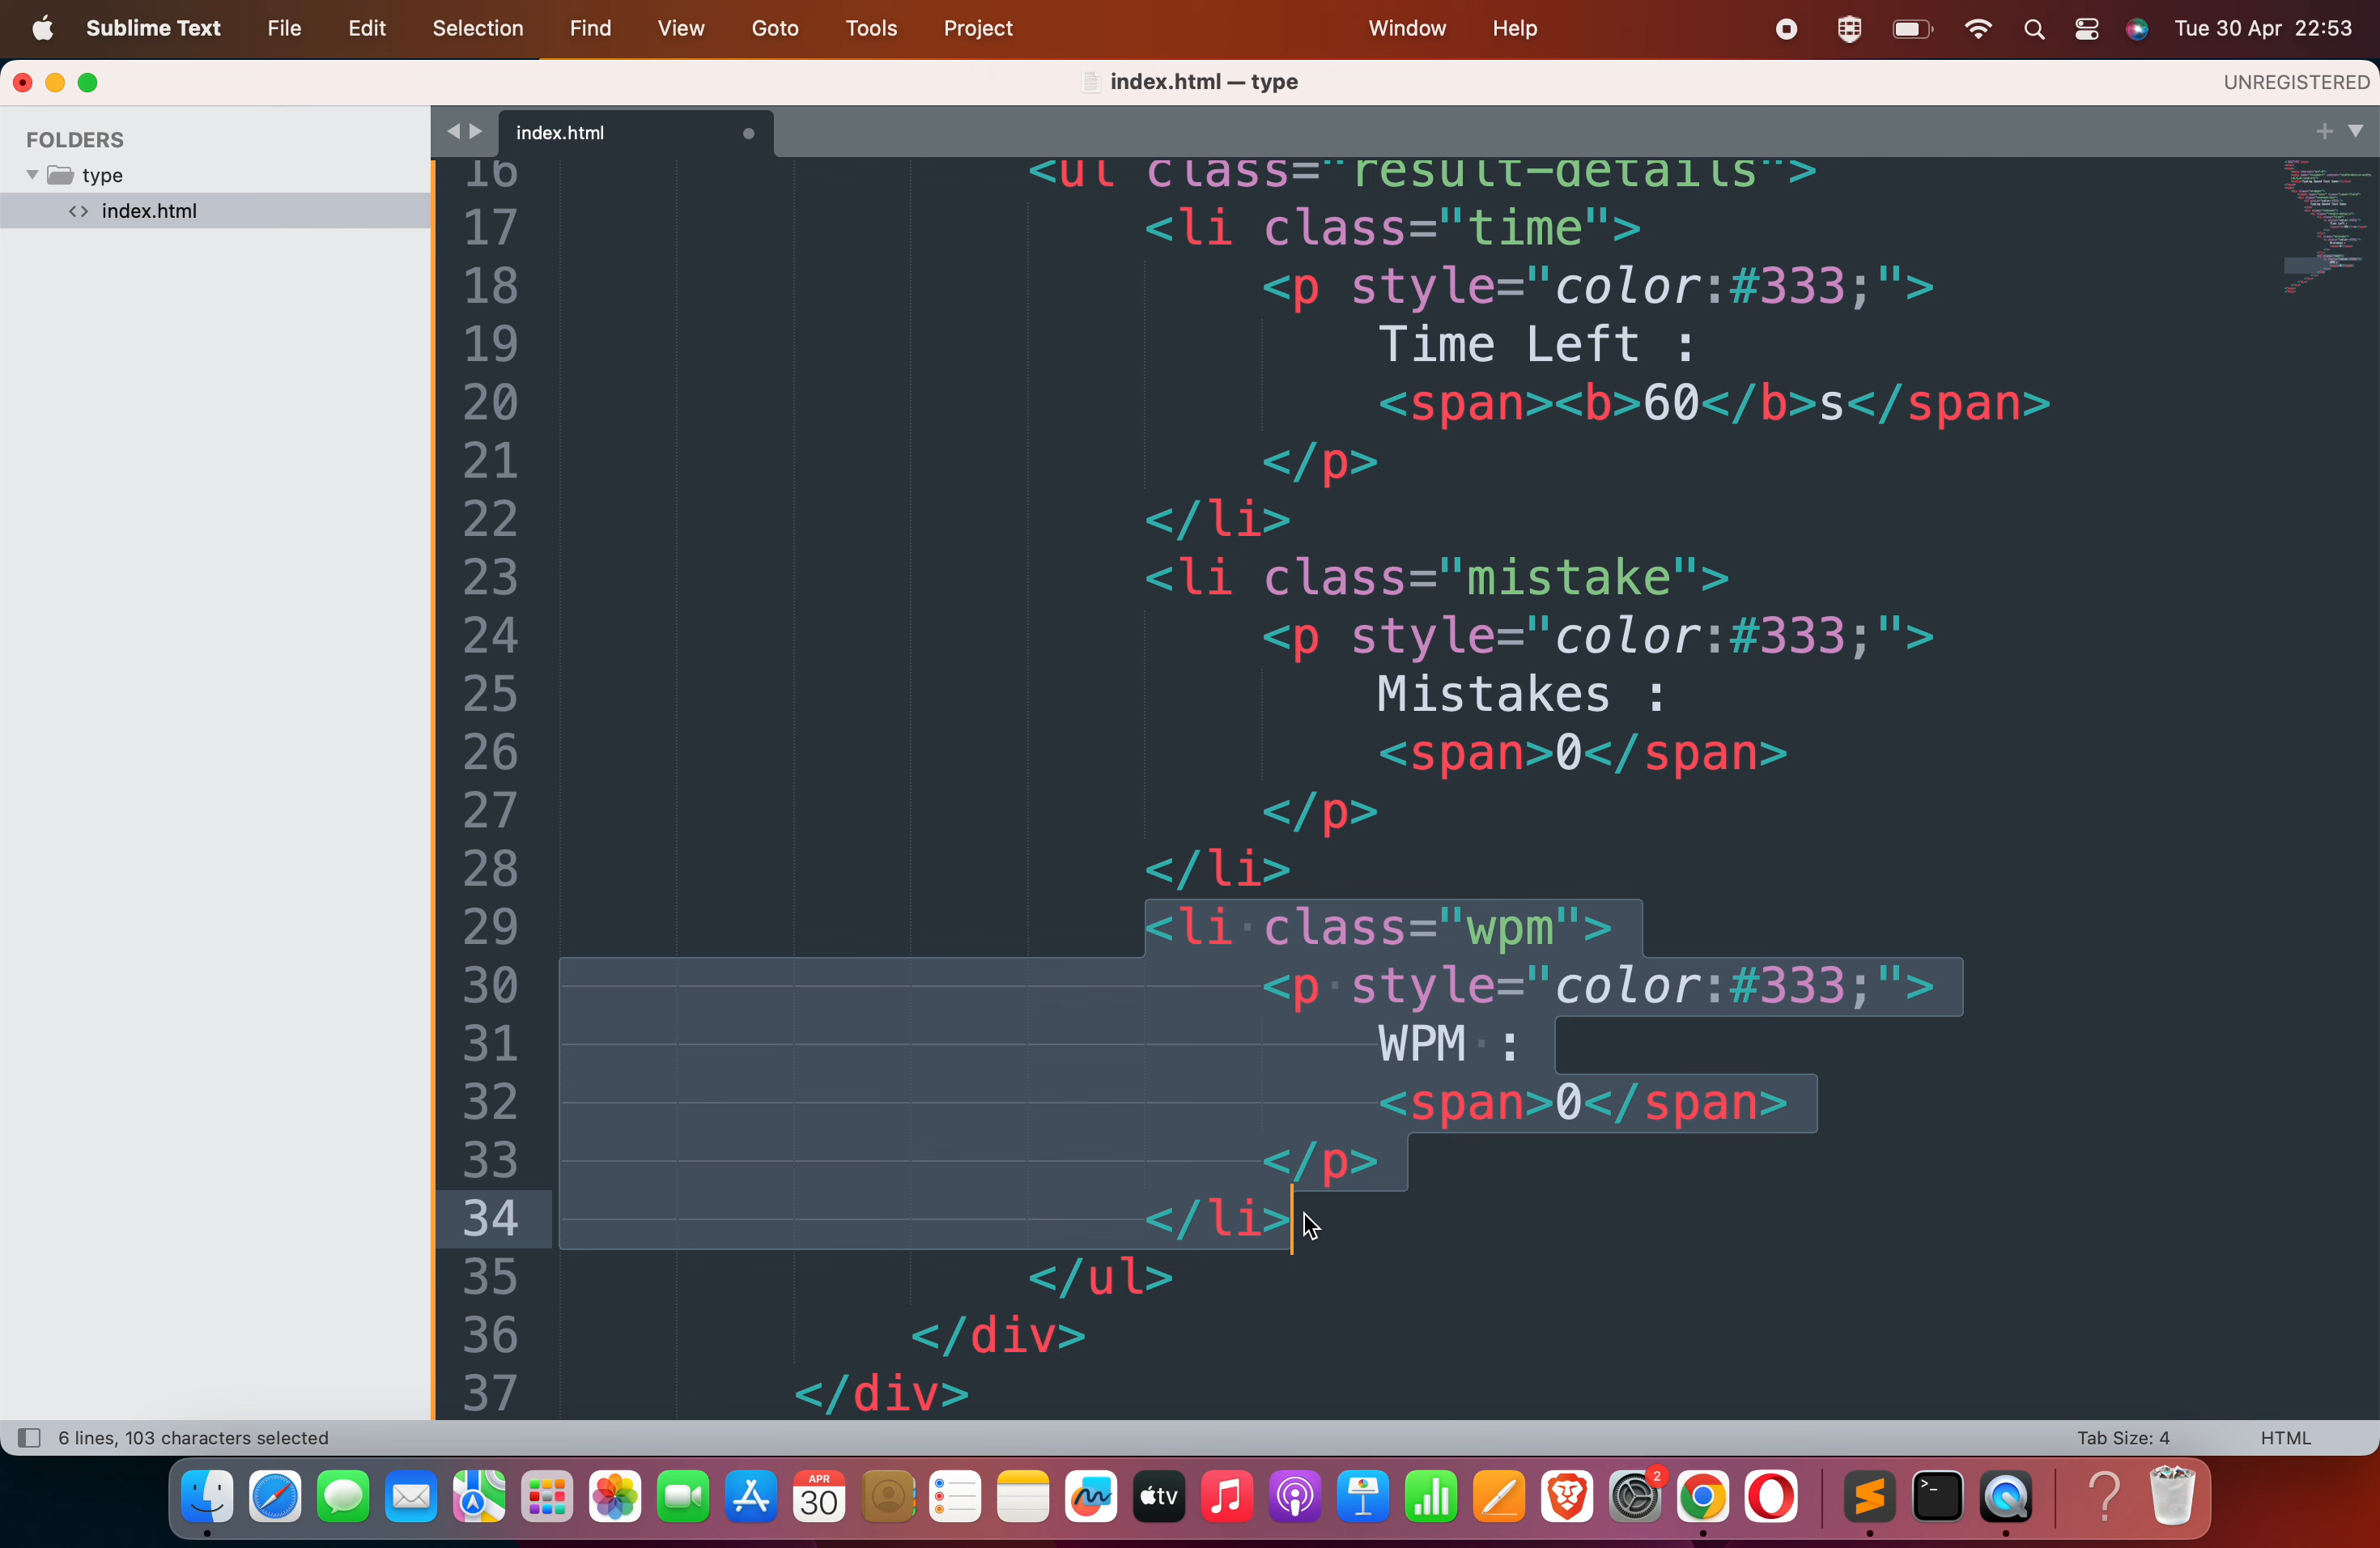 Sublime Text File Edit Selection Find View Goto Tools Project Window Help Tue 30 Apr 22:53
index.html — type UNREGISTERED
FOLDERS
type
index.html
index.html
16 <ul class="result-details">
17 <li class="time">
18 <p style="color:#333;">
19 Time Left :
20 <span><b>60</b>s</span>
21 </p>
22 </li>
23 <li class="mistake">
24 <p style="color:#333;">
25 Mistakes :
26 <span>0</span>
27 </p>
28 </li>
29 <li class="wpm">
30 <p style="color:#333;">
31 WPM :
32 <span>0</span>
33 </p>
34 </li>
35 </ul>
36 </div>
37 </div>
6 lines, 103 characters selected Tab Size: 4 HTML
APR
30
tv
2